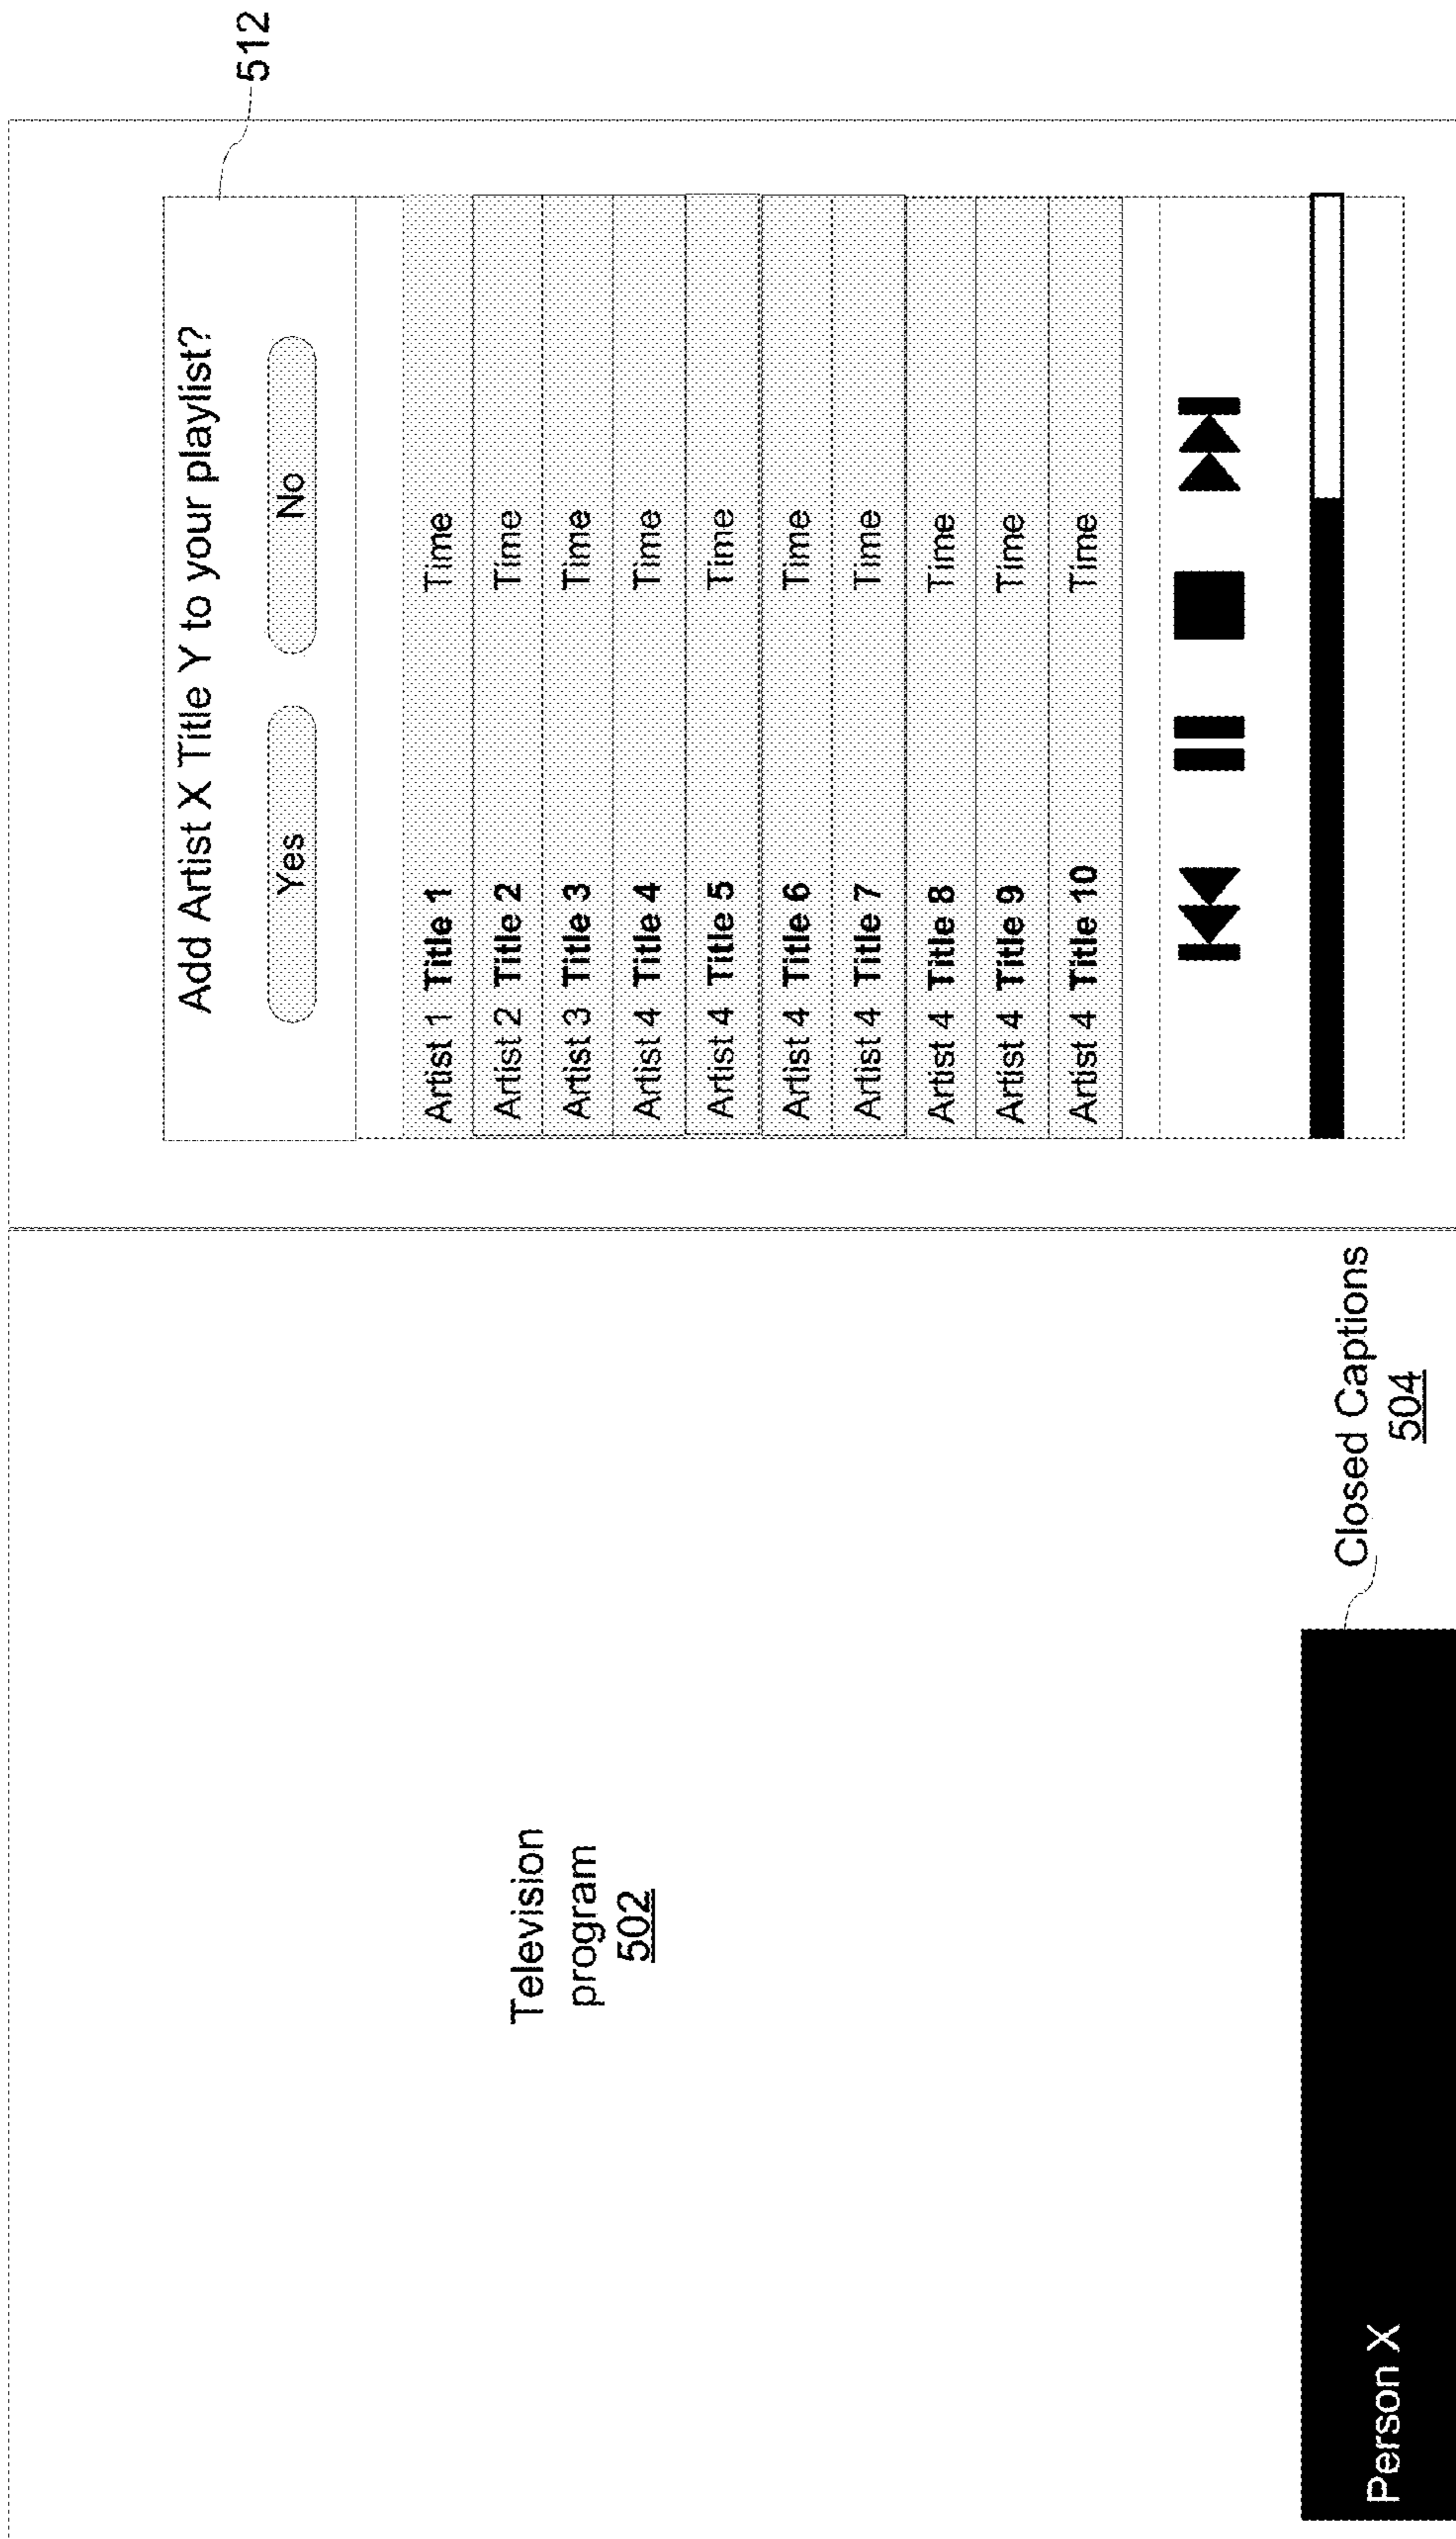 Television
program
502
Person X
Closed Captions
504
512
Add Artist X Title Y to your playlist?
Yes No
Artist 1 Title 1 Time
Artist 2 Title 2 Time
Artist 3 Title 3 Time
Artist 4 Title 4 Time
Artist 4 Title 5 Time
Artist 4 Title 6 Time
Artist 4 Title 7 Time
Artist 4 Title 8 Time
Artist 4 Title 9 Time
Artist 4 Title 10 Time